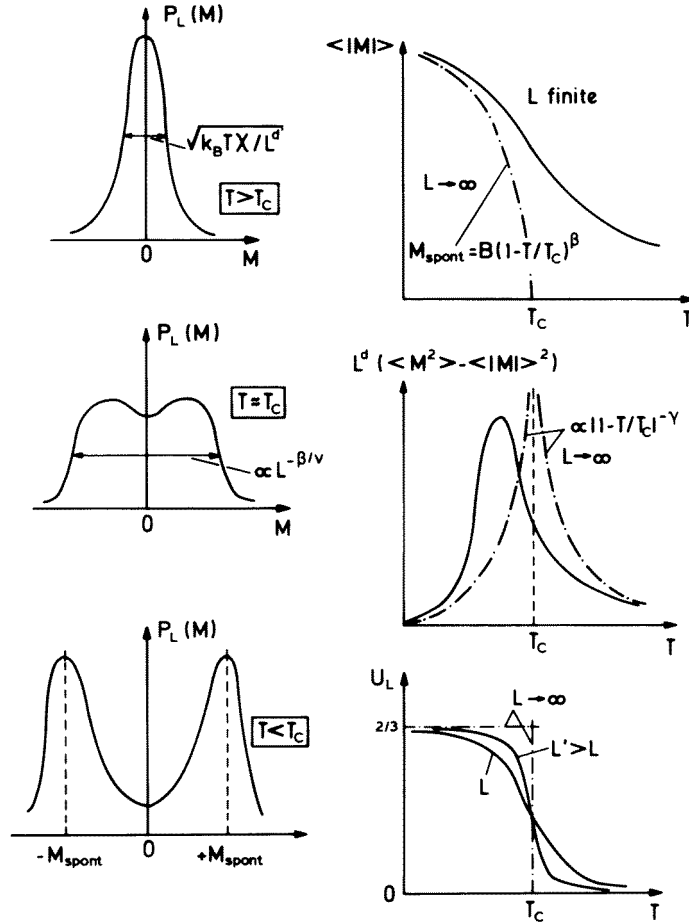 P_L (M)
√k_B T χ / L^d
T > T_C
0
M
P_L (M)
T ≈ T_C
∝ L^{-β/ν}
0
M
P_L (M)
T < T_C
- M_spont
0
+ M_spont
< |M| >
L finite
L → ∞
M_spont = B (1 - T/T_C)^β
T_C
T
L^d ( < M^2 > - < |M| >^2 )
∝ |1 - T/T_C|^{-γ}
L → ∞
T_C
T
U_L
2/3
L → ∞
L' > L
L
0
T_C
T